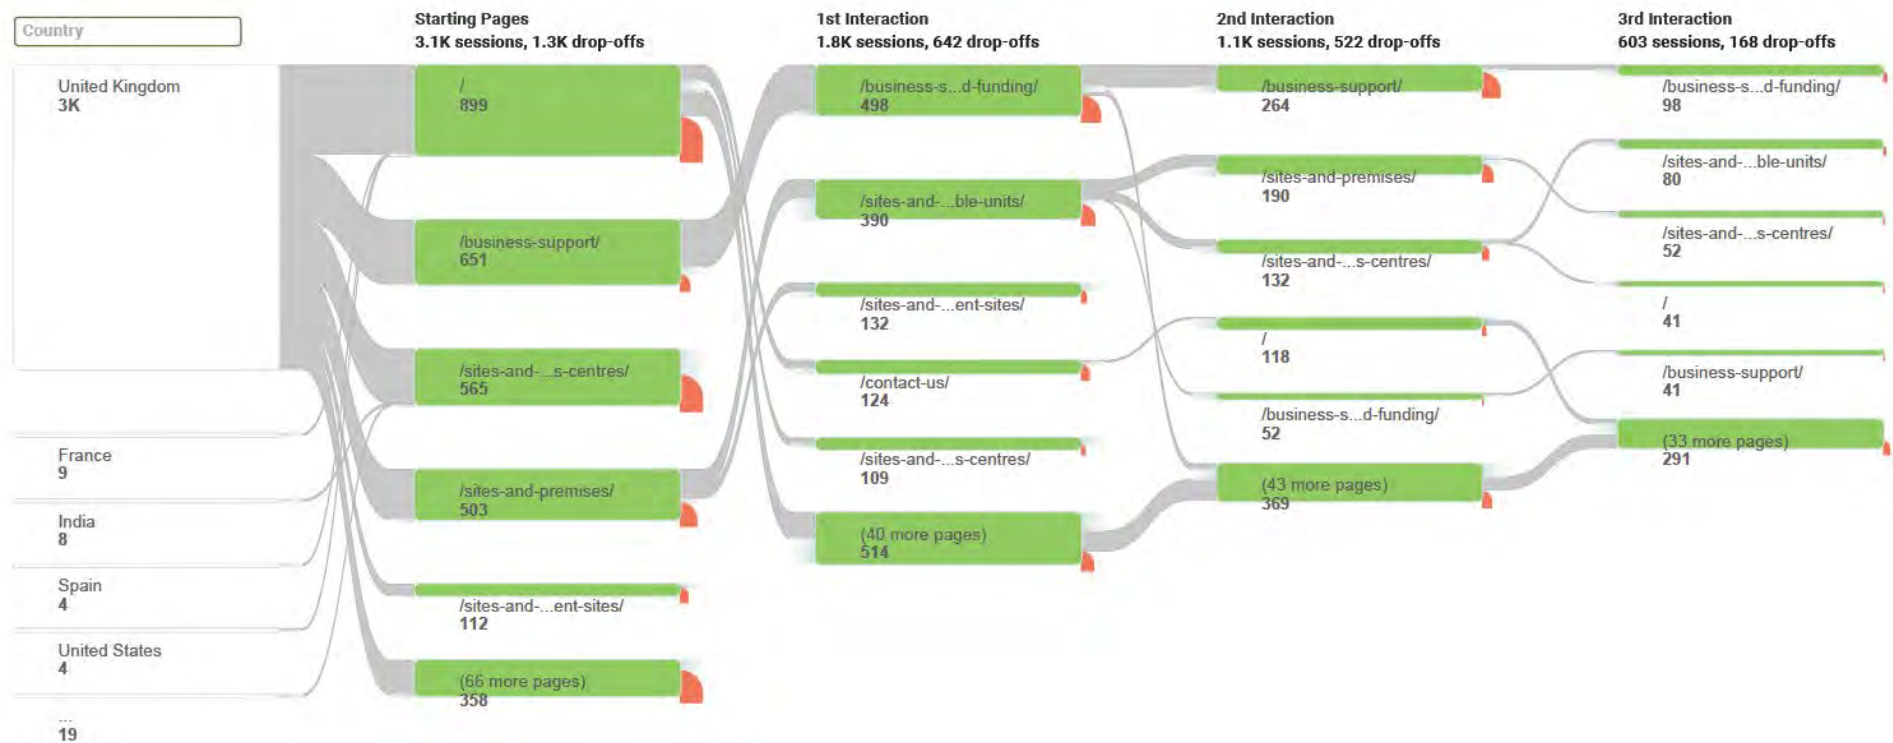 Country
United Kingdom
3K
France
9
India
8
Spain
4
United States
4
...
19
Starting Pages
3.1K sessions, 1.3K drop-offs
/
899
/business-support/
651
/sites-and-...s-centres/
565
/sites-and-premises/
503
/sites-and-...ent-sites/
112
(66 more pages)
358
1st Interaction
1.8K sessions, 642 drop-offs
/business-s...d-funding/
498
/sites-and-...ble-units/
390
/sites-and-...ent-sites/
132
/contact-us/
124
/sites-and-...s-centres/
109
(40 more pages)
514
2nd Interaction
1.1K sessions, 522 drop-offs
/business-support/
264
/sites-and-premises/
190
/sites-and-...s-centres/
132
/
118
/business-s...d-funding/
52
(43 more pages)
369
3rd Interaction
603 sessions, 168 drop-offs
/business-s...d-funding/
98
/sites-and-...ble-units/
80
/sites-and-...s-centres/
52
/
41
/business-support/
41
(33 more pages)
291